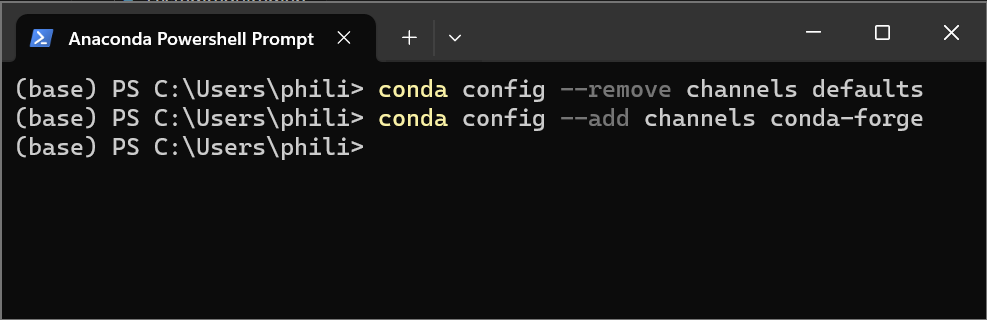 Anaconda Powershell Prompt
(base) PS C:\Users\phili> conda config --remove channels defaults
(base) PS C:\Users\phili> conda config --add channels conda-forge
(base) PS C:\Users\phili>